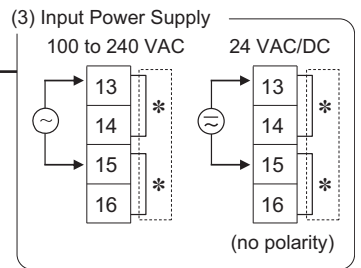 (3) Input Power Supply
100 to 240 VAC 24 VAC/DC
13 13
14 * 14 *
15 15
16 * 16 *
(no polarity)